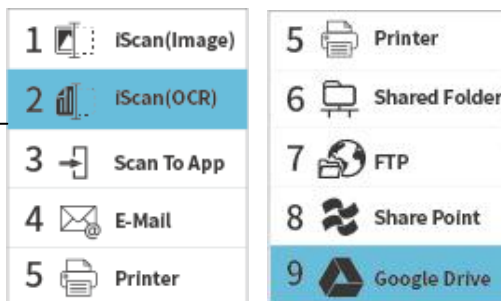 1 iScan(Image)
2 iScan(OCR)
3 Scan To App
4 E-Mail
5 Printer
5 Printer
6 Shared Folder
7 FTP
8 Share Point
9 Google Drive